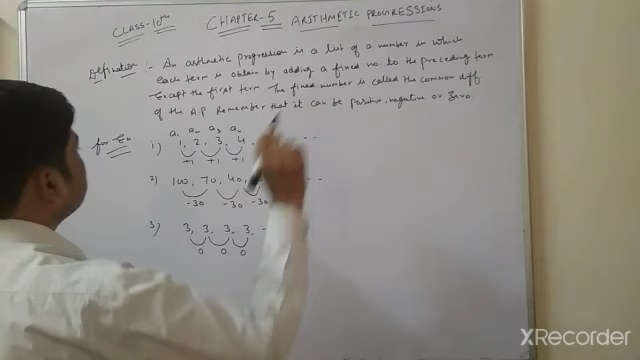 CLASS-10th CHAPTER-5 ARITHMETIC PROGRESSIONS
Defination :- An arithmetic progression is a list of a number in which
each term is obtain by adding a fixed no. to the preceding term
Except the first term The fixed number is called the common diff
of the A.P Remember that it can be positive, negative or Zero.
for Ex a1 a2 a3 a4
1) 1, 2, 3, 4, - -
+1 +1 +1
2) 100, 70, 40, - -
-30 -30 -30
3) 3, 3, 3, 3, -
0 0 0
XRecorder